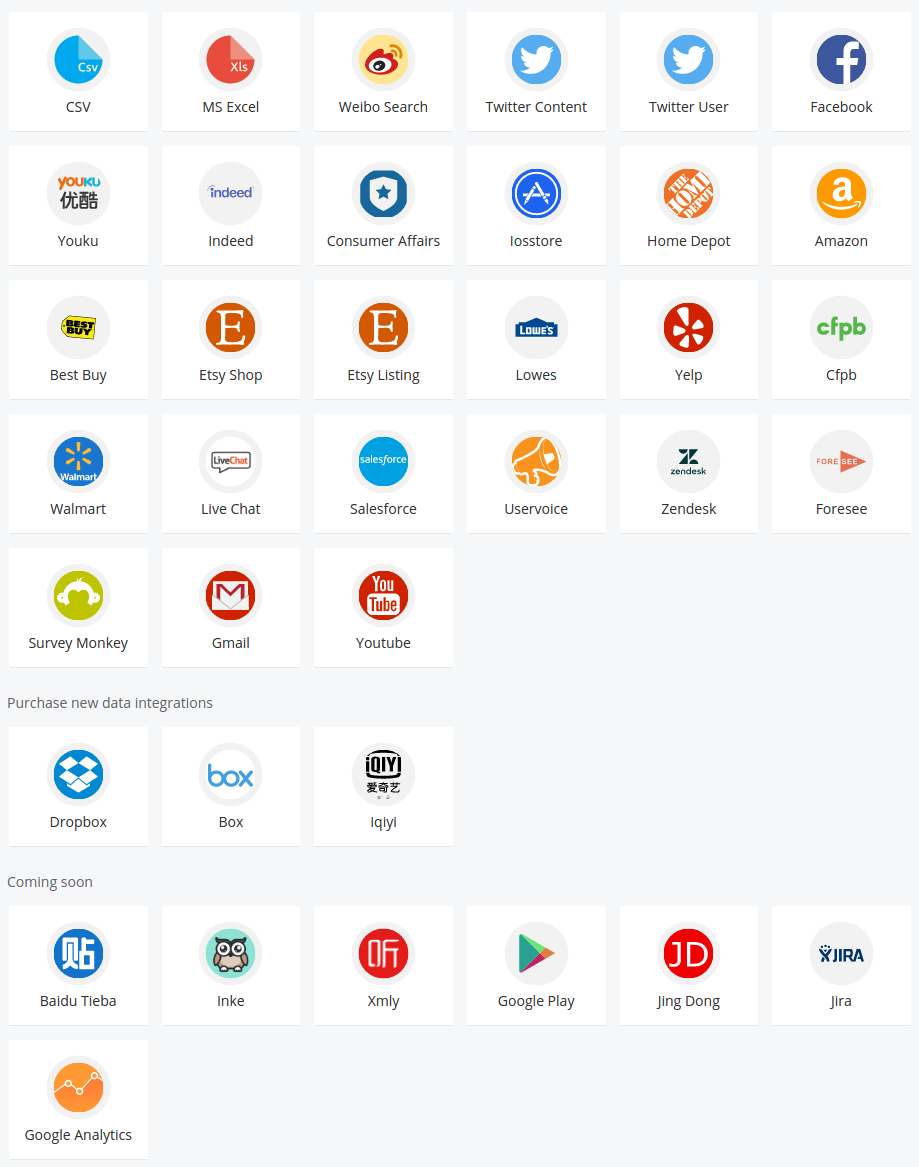 Csv
Xls
CSV
MS Excel
Weibo Search
Twitter Content
Twitter User
Facebook
YOUKU
优酷
indeed
THE
HOME
DEPOT
a
Youku
Indeed
Consumer Affairs
Iosstore
Home Depot
Amazon
BEST
BUY
E
E
LOWE'S
cfpb
Best Buy
Etsy Shop
Etsy Listing
Lowes
Yelp
Cfpb
Walmart
LiveChat
salesforce
zendesk
FORESEE
Walmart
Live Chat
Salesforce
Uservoice
Zendesk
Foresee
You
Tube
Survey Monkey
Gmail
Youtube
Purchase new data integrations
box
iQIYI
爱奇艺
Dropbox
Box
Iqiyi
Coming soon
贴
听
JD
JIRA
Baidu Tieba
Inke
Xmly
Google Play
Jing Dong
Jira
Google Analytics